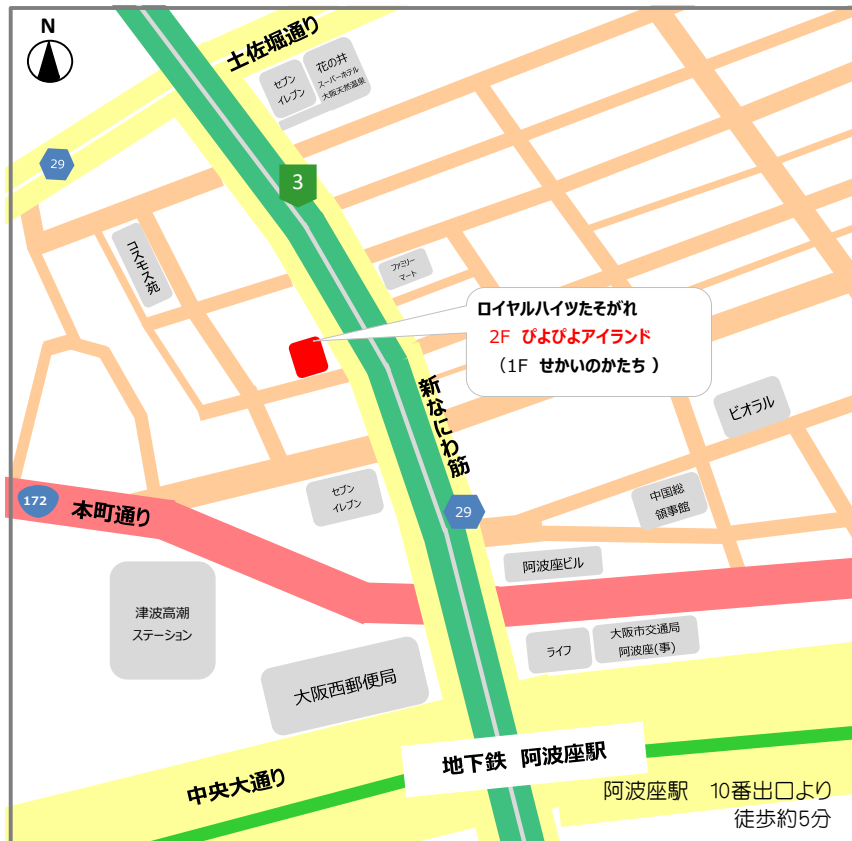 N
土佐堀通り
セブン
イレブン
花の井
スーパーホテル
大阪天然温泉
29
3
コスモス苑
ファミリー
マート
ロイヤルハイツたそがれ
2F ぴよぴよアイランド
(1F せかいのかたち )
新なにわ筋
ビオラル
セブン
イレブン
中国総
領事館
172
本町通り
29
阿波座ビル
津波高潮
ステーション
ライフ
大阪市交通局
阿波座(事)
大阪西郵便局
地下鉄 阿波座駅
中央大通り
阿波座駅 10番出口より
徒歩約5分